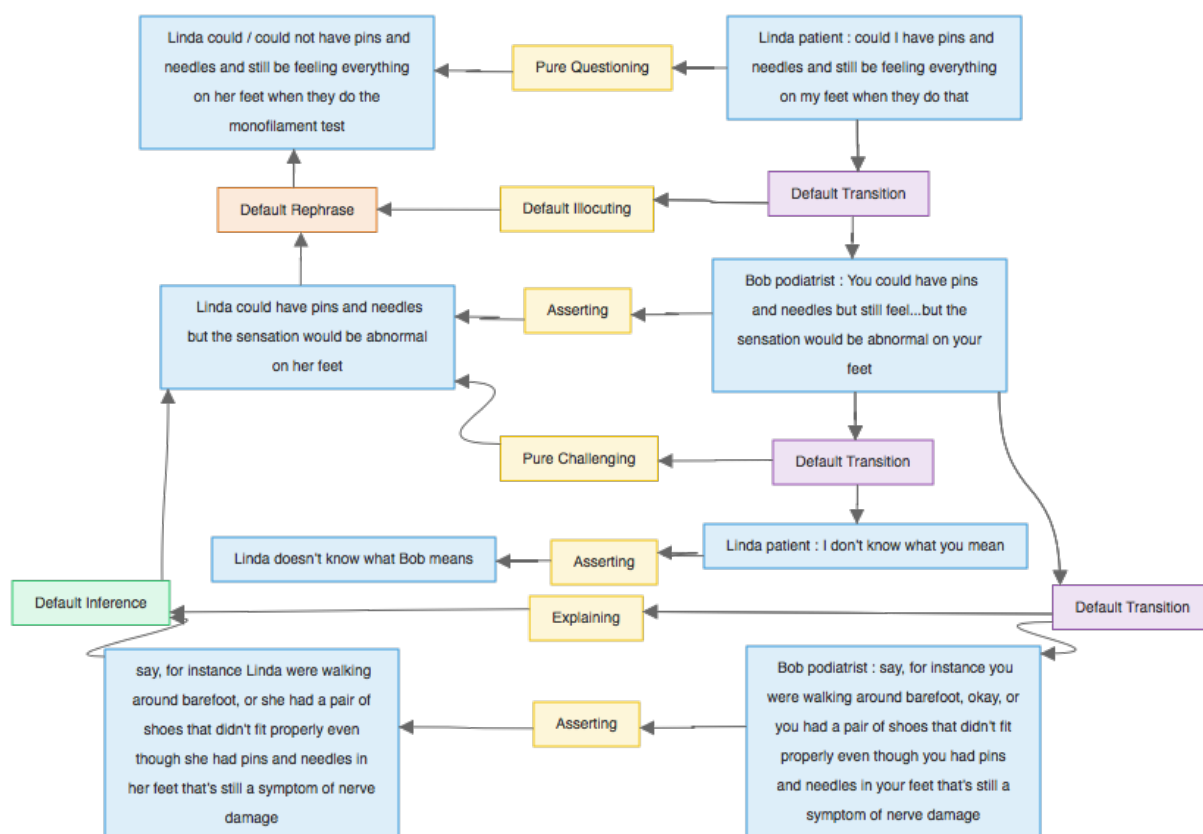 Linda could / could not have pins and
needles and still be feeling everything
on her feet when they do the
monofilament test
Pure Questioning
Linda patient : could I have pins and
needles and still be feeling everything
on my feet when they do that
Default Rephrase
Default Illocuting
Default Transition
Linda could have pins and needles
but the sensation would be abnormal
on her feet
Asserting
Bob podiatrist : You could have pins
and needles but still feel...but the
sensation would be abnormal on your
feet
Pure Challenging
Default Transition
Linda doesn't know what Bob means
Asserting
Linda patient : I don't know what you mean
Default Inference
Explaining
Default Transition
say, for instance Linda were walking
around barefoot, or she had a pair of
shoes that didn't fit properly even
though she had pins and needles in
her feet that's still a symptom of nerve
damage
Asserting
Bob podiatrist : say, for instance you
were walking around barefoot, okay, or
you had a pair of shoes that didn't fit
properly even though you had pins
and needles in your feet that's still a
symptom of nerve damage